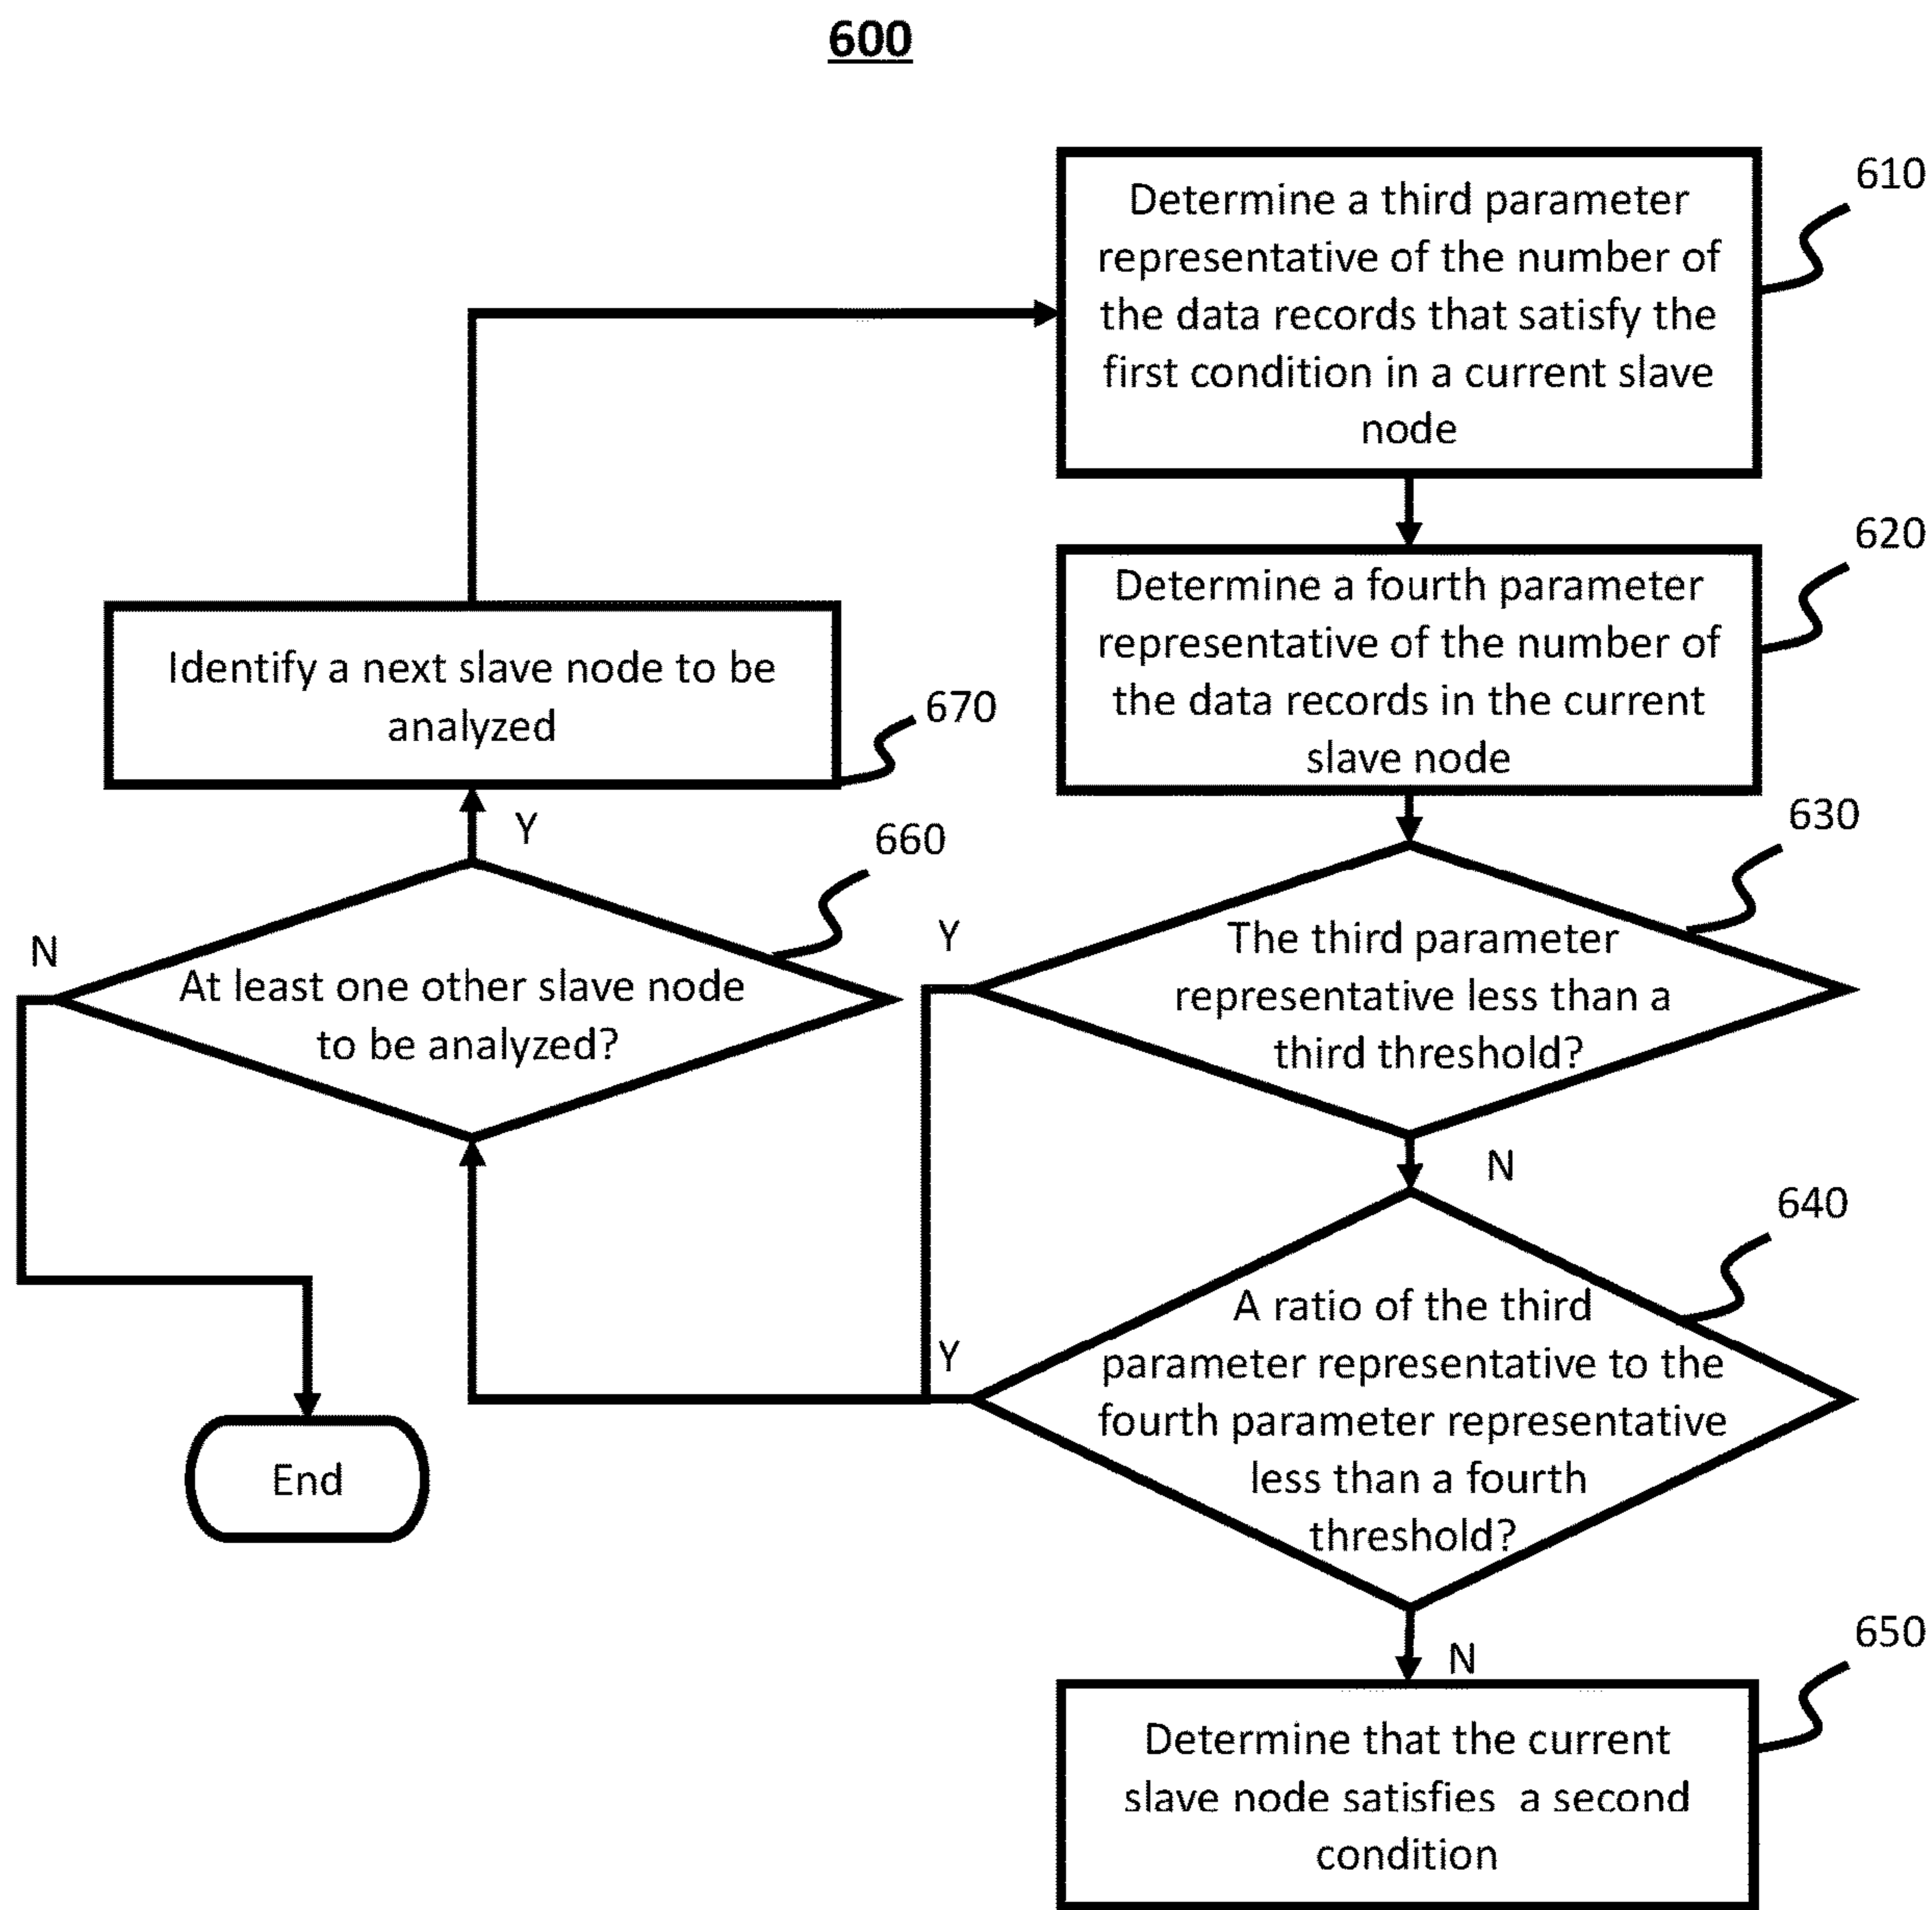 600
Determine a third parameter
representative of the number of
the data records that satisfy the
first condition in a current slave
node
610
Determine a fourth parameter
representative of the number of
the data records in the current
slave node
620
Identify a next slave node to be
analyzed
670
Y
660
At least one other slave node
to be analyzed?
N
End
630
Y
The third parameter
representative less than a
third threshold?
N
640
Y
A ratio of the third
parameter representative to the
fourth parameter representative
less than a fourth
threshold?
N
650
Determine that the current
slave node satisfies a second
condition